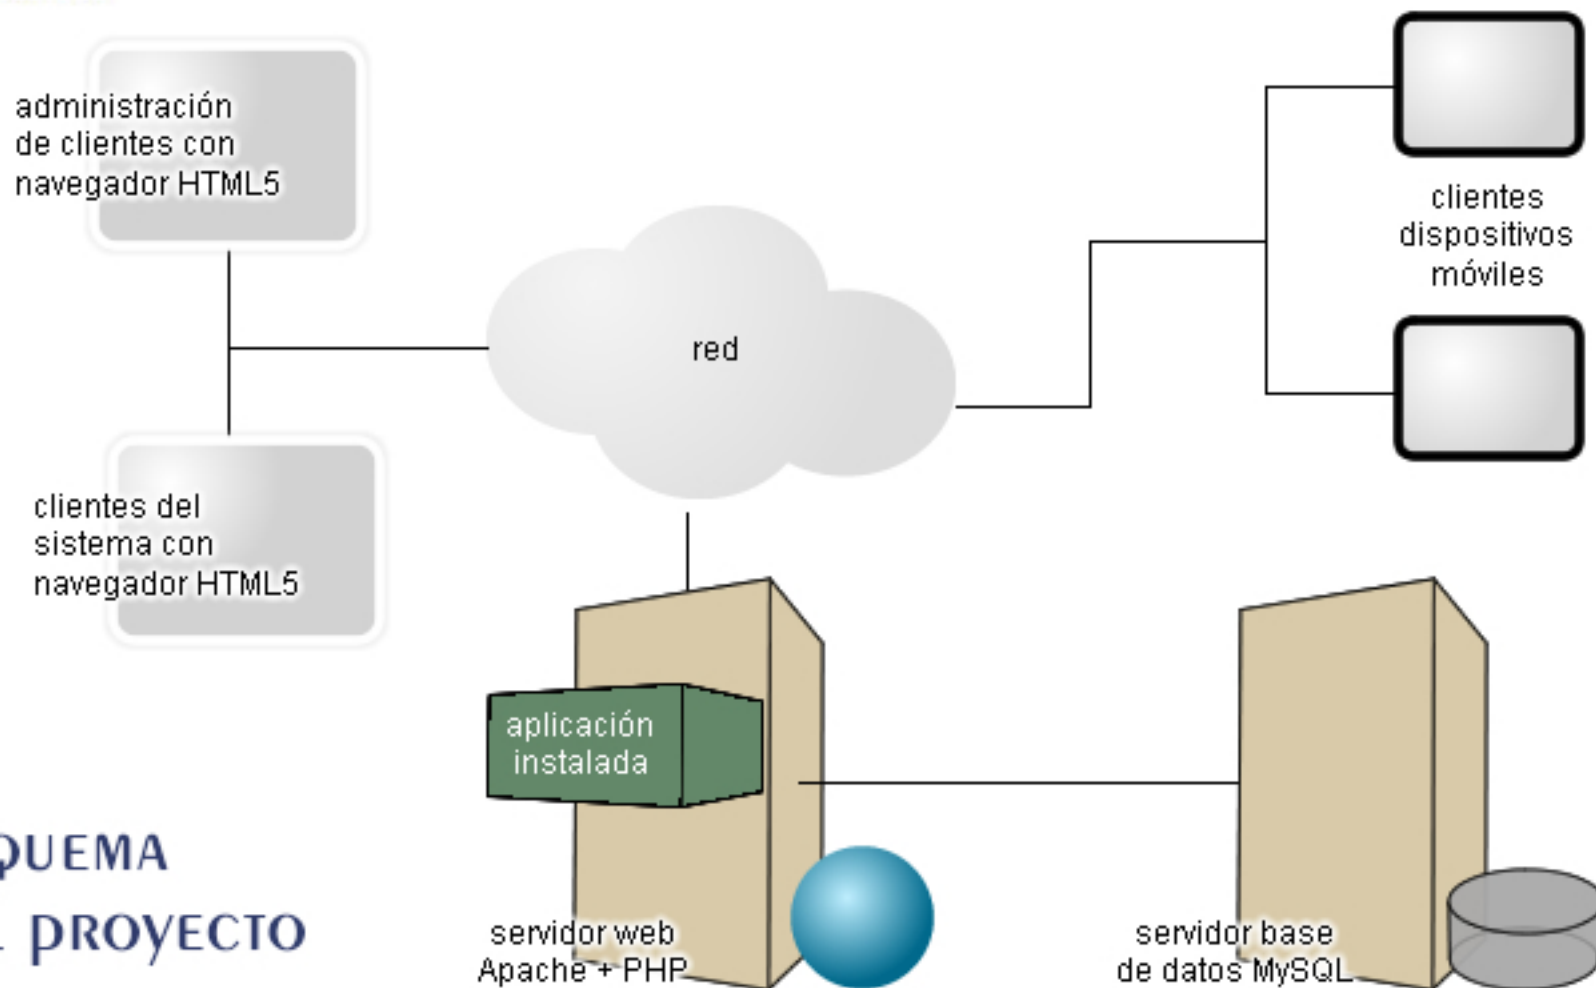 administración
de clientes con
navegador HTML5
clientes
dispositivos
móviles
red
clientes del
sistema con
navegador HTML5
aplicación
instalada
QUEMA
PROYECTO
servidor web
Apache + PHP
servidor base
de datos MySQL